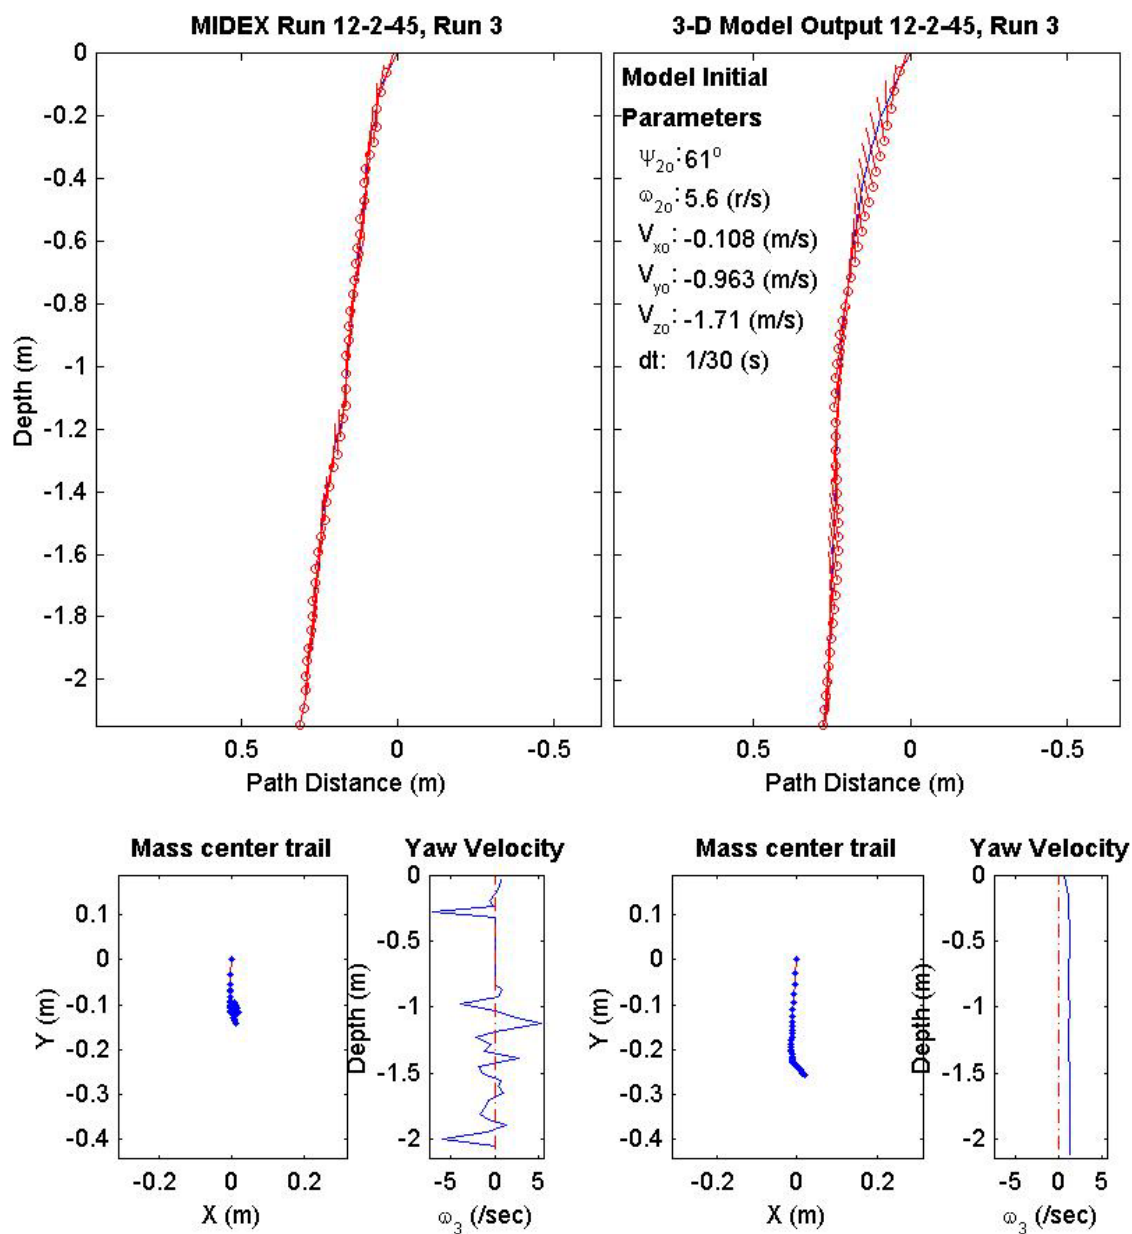 MIDEX Run 12-2-45, Run 3
0
-0.2
-0.4
-0.6
-0.8
-1
-1.2
-1.4
-1.6
-1.8
-2
Depth (m)
0.5 0 -0.5
Path Distance (m)
3-D Model Output 12-2-45, Run 3
Model Initial
Parameters
Ψ₂ₒ: 61⁰
ω₂ₒ: 5.6 (r/s)
Vₓₒ: -0.108 (m/s)
V_yo: -0.963 (m/s)
V_zo: -1.71 (m/s)
dt: 1/30 (s)
0.5 0 -0.5
Path Distance (m)
Mass center trail
0.1
0
-0.1
-0.2
-0.3
-0.4
Y (m)
-0.2 0 0.2
X (m)
Yaw Velocity
0
-0.5
-1
-1.5
-2
Depth (m)
-5 0 5
ω₃ (/sec)
Mass center trail
0.1
0
-0.1
-0.2
-0.3
-0.4
Y (m)
-0.2 0 0.2
X (m)
Yaw Velocity
0
-0.5
-1
-1.5
-2
Depth (m)
-5 0 5
ω₃ (/sec)